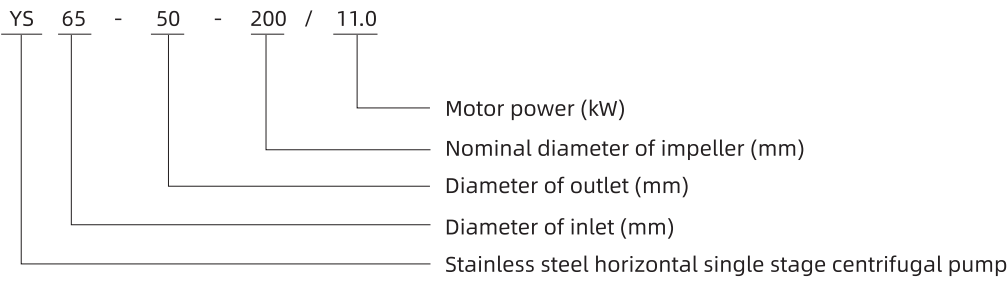 YS 65 - 50 - 200 / 11.0
Motor power (kW)
Nominal diameter of impeller (mm)
Diameter of outlet (mm)
Diameter of inlet (mm)
Stainless steel horizontal single stage centrifugal pump